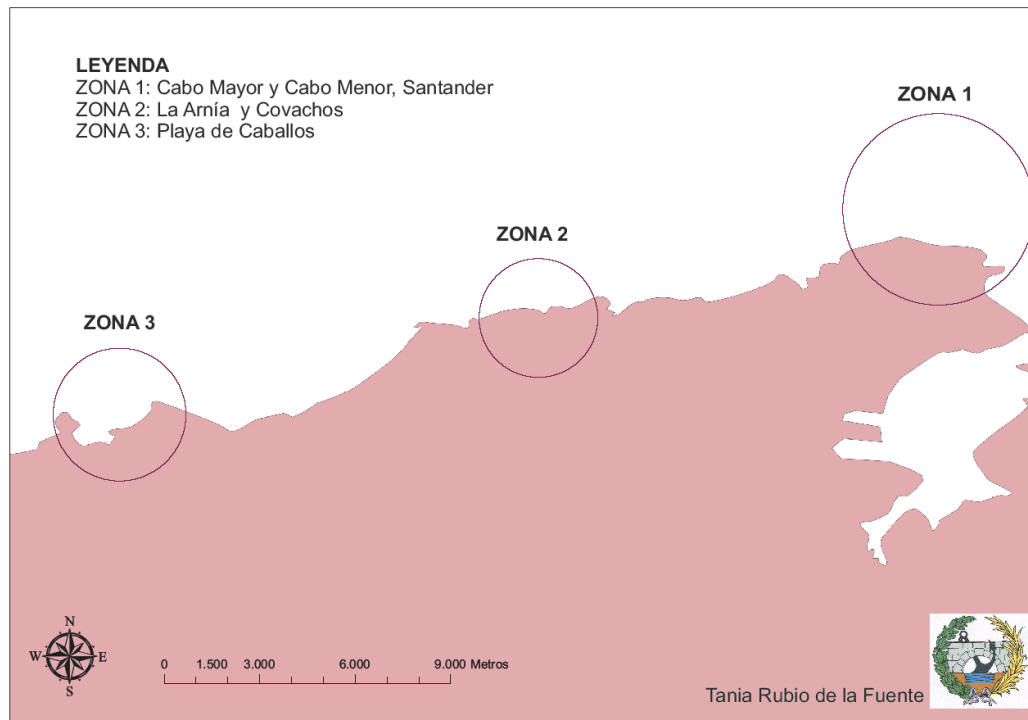 LEYENDA
ZONA 1: Cabo Mayor y Cabo Menor, Santander
ZONA 2: La Arnía y Covachos
ZONA 3: Playa de Caballos
ZONA 1
ZONA 2
ZONA 3
N
W E
S
0 1.500 3.000 6.000 9.000 Metros
Tania Rubio de la Fuente